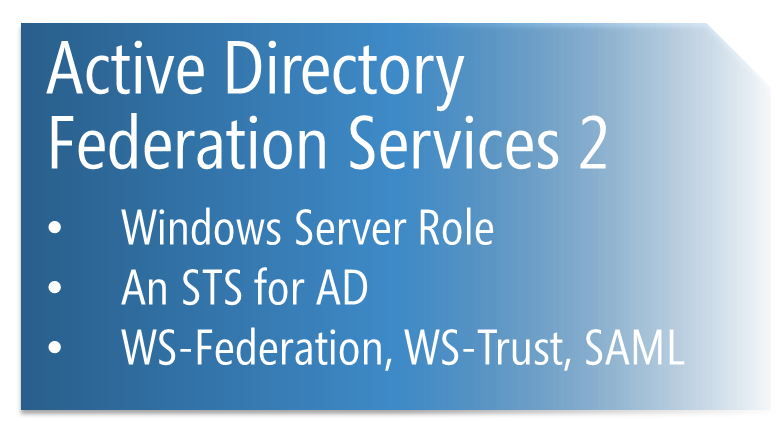 Active Directory
Federation Services 2
• Windows Server Role
• An STS for AD
• WS-Federation, WS-Trust, SAML